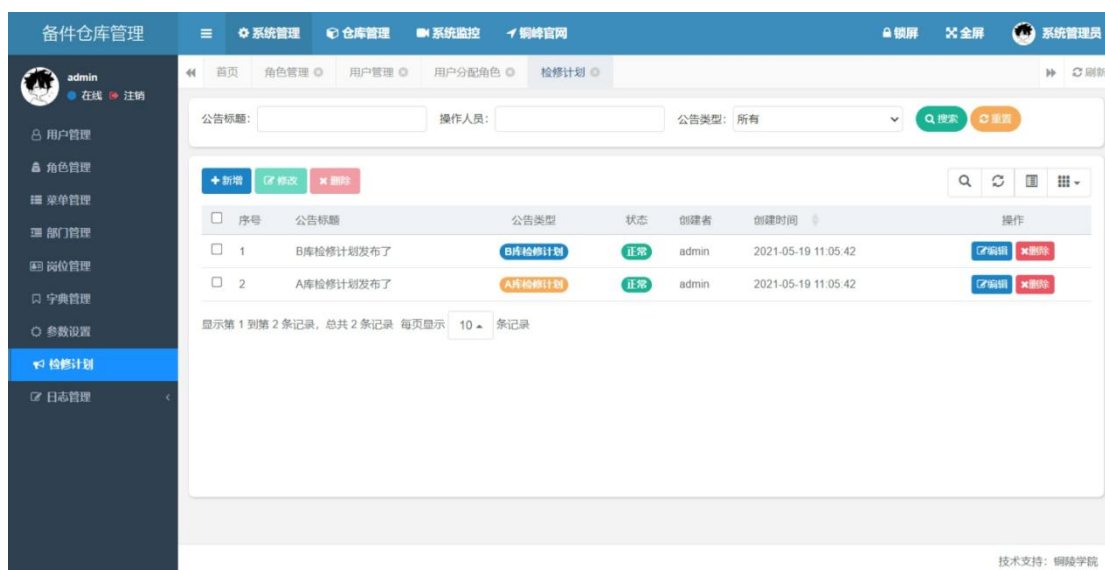 备件仓库管理 系统管理 仓库管理 系统监控 铜峰官网 锁屏 全屏 系统管理员
首页 角色管理 用户管理 用户分配角色 检修计划 刷新
admin
在线 注销
用户管理
角色管理
菜单管理
部门管理
岗位管理
字典管理
参数设置
检修计划
日志管理
公告标题: 操作人员: 公告类型: 所有 搜索 重置
新增 修改 删除
序号 公告标题 公告类型 状态 创建者 创建时间 操作
1 B库检修计划发布了 B库检修计划 正常 admin 2021-05-19 11:05:42 编辑 删除
2 A库检修计划发布了 A库检修计划 正常 admin 2021-05-19 11:05:42 编辑 删除
显示第 1 到第 2 条记录，总共 2 条记录 每页显示 10 条记录
技术支持：铜陵学院